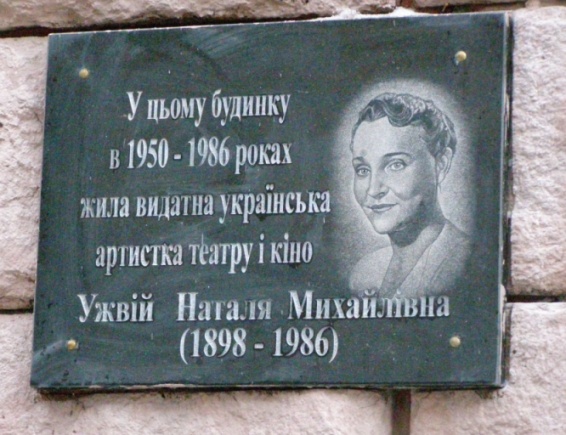 У цьому будинку
в 1950 - 1986 роках
жила видатна українська
артистка театру і кіно
Ужвій Наталя Михайлівна
(1898 - 1986)